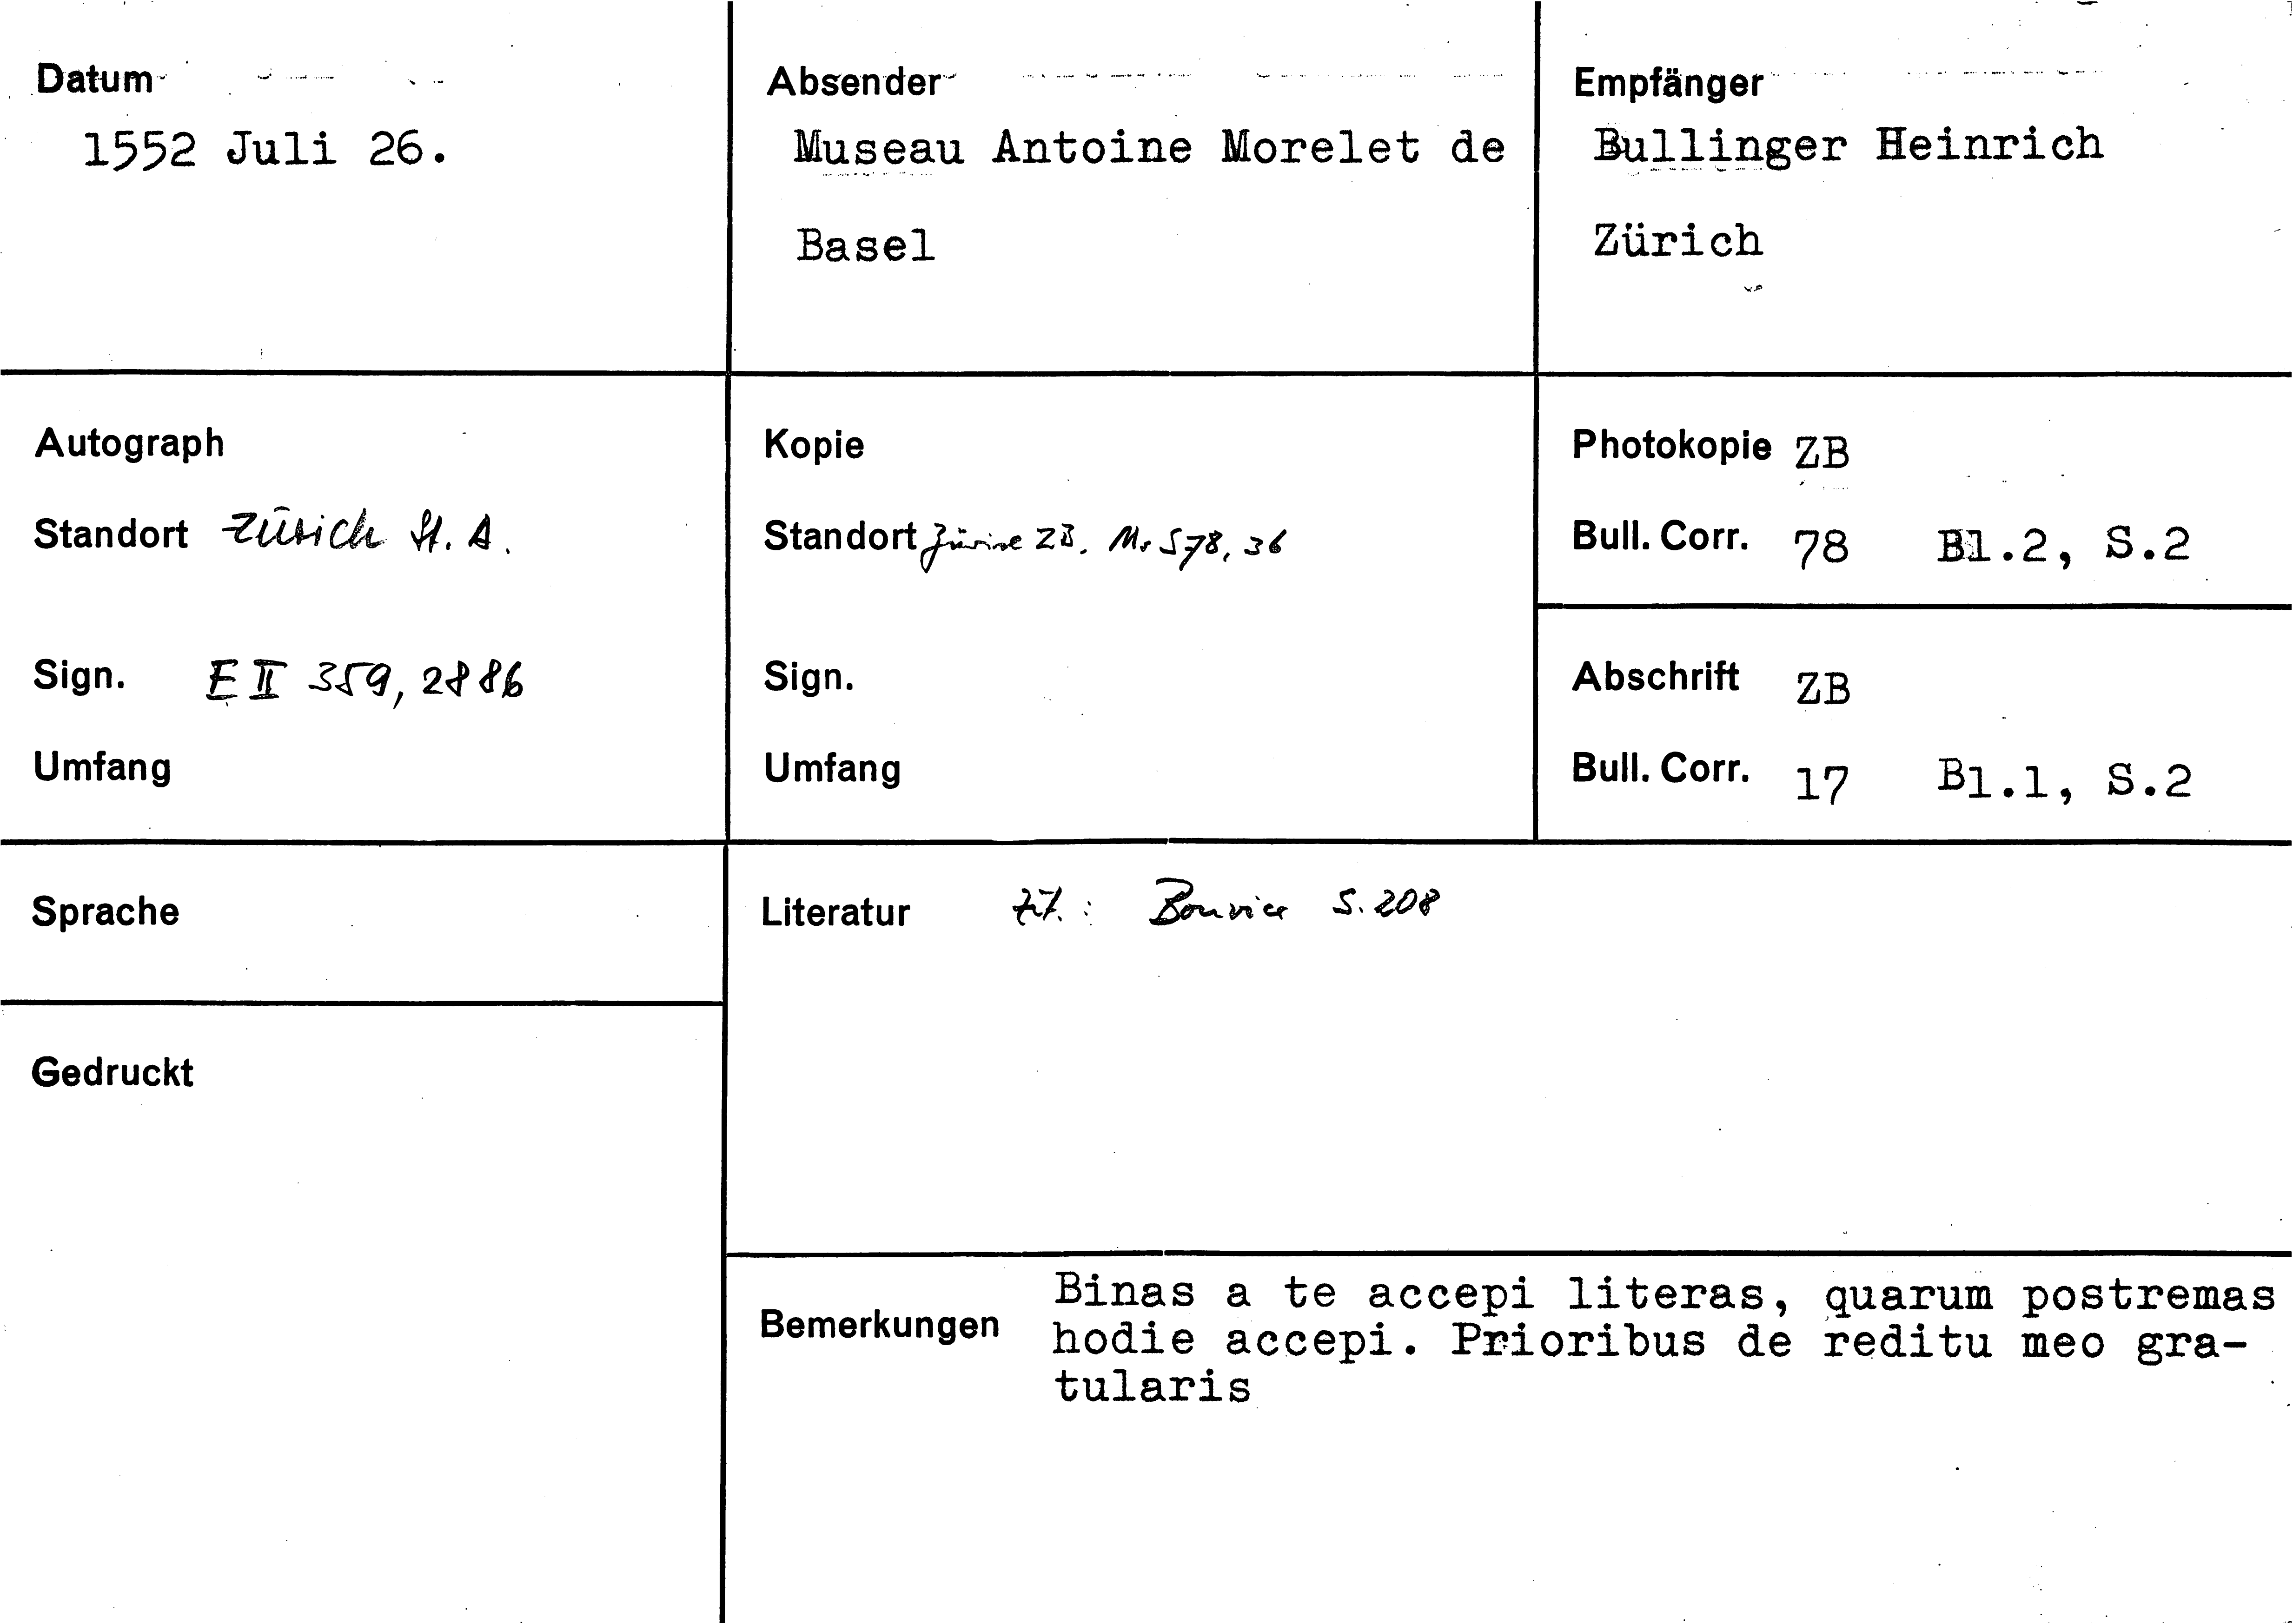 Datum
1552 Juli 26.
Absender
Museau Antoine Morelet de
Basel
Empfänger
Bullinger Heinrich
Zürich
Autograph
Standort Zürich St. A.
Sign. E II 359, 2886
Umfang
Kopie
Standort ZB. Ms S 78, 36
Sign.
Umfang
Photokopie ZB
Bull. Corr. 78 Bl.2, S.2
Abschrift ZB
Bull. Corr. 17 Bl.1, S.2
Sprache
Gedruckt
Literatur Bouvier S. 208
Bemerkungen
Binas a te accepi literas, quarum postremas
hodie accepi. Prioribus de reditu meo gra-
tularis